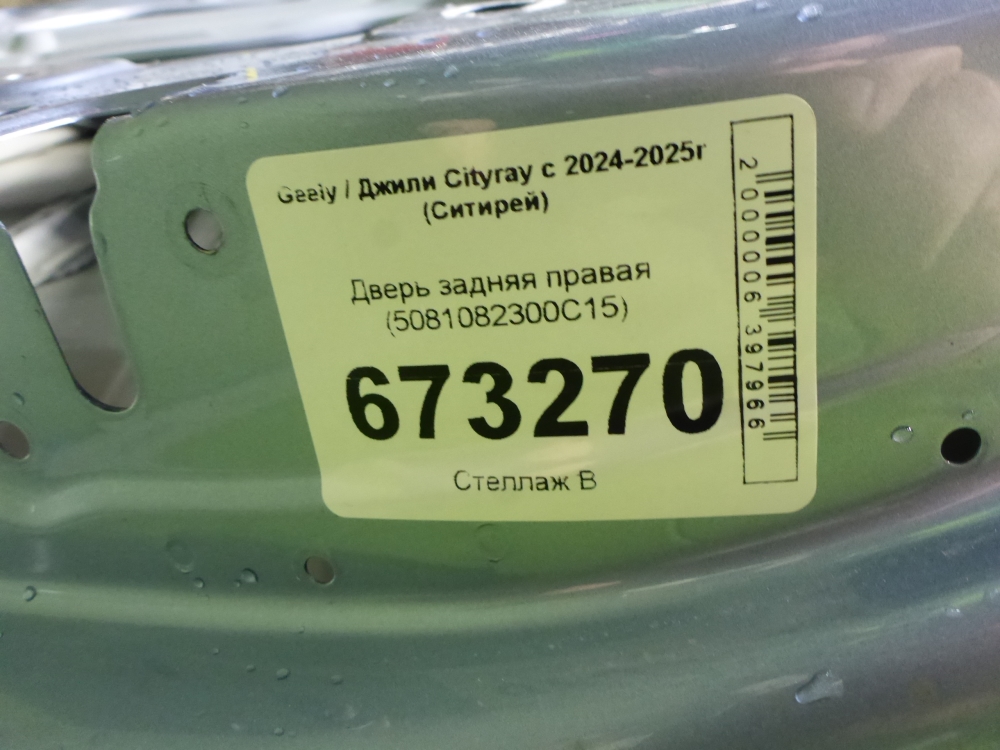 Geely / Джили Cityray с 2024-2025г
(Ситирей)
Дверь задняя правая
(5081082300C15)
673270
Стеллаж В
2 000006 397966